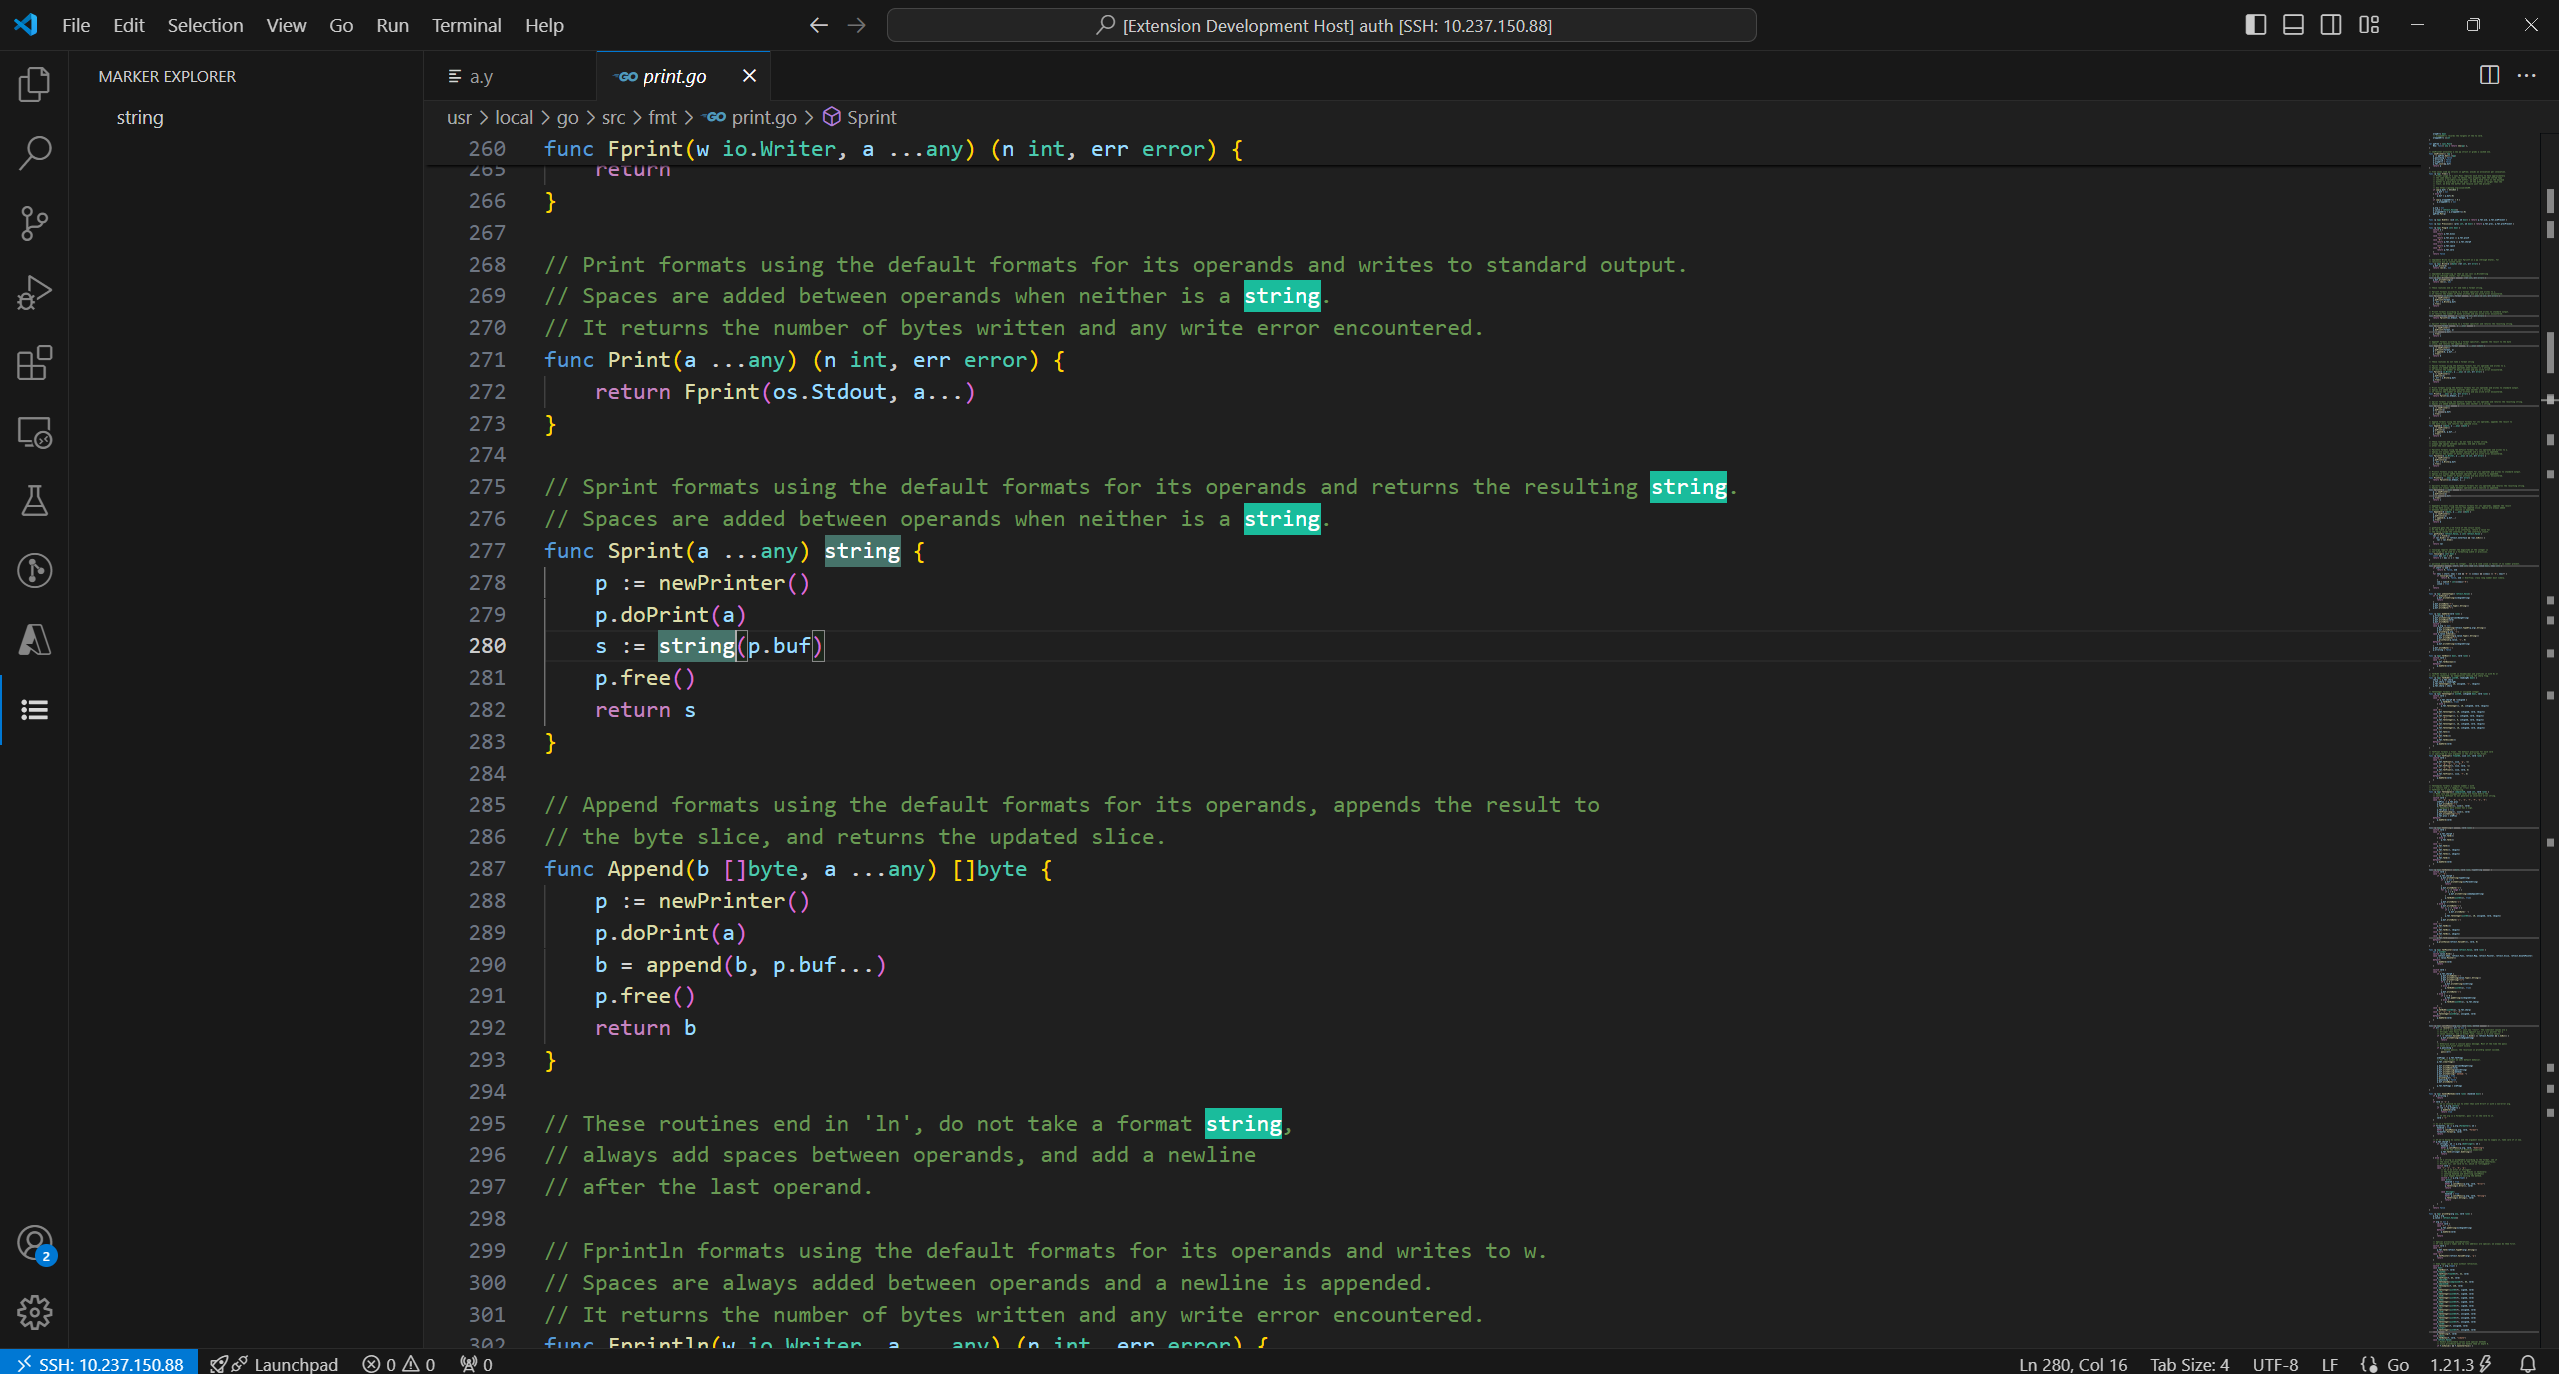 File Edit Selection View Go Run Terminal Help
[Extension Development Host] auth [SSH: 10.237.150.88]
MARKER EXPLORER
string
a.y
GO print.go
usr > local > go > src > fmt > GO print.go > Sprint
260 func Fprint(w io.Writer, a ...any) (n int, err error) {
265 return
266 }
267
268 // Print formats using the default formats for its operands and writes to standard output.
269 // Spaces are added between operands when neither is a string.
270 // It returns the number of bytes written and any write error encountered.
271 func Print(a ...any) (n int, err error) {
272 return Fprint(os.Stdout, a...)
273 }
274
275 // Sprint formats using the default formats for its operands and returns the resulting string.
276 // Spaces are added between operands when neither is a string.
277 func Sprint(a ...any) string {
278 p := newPrinter()
279 p.doPrint(a)
280 s := string(p.buf)
281 p.free()
282 return s
283 }
284
285 // Append formats using the default formats for its operands, appends the result to
286 // the byte slice, and returns the updated slice.
287 func Append(b []byte, a ...any) []byte {
288 p := newPrinter()
289 p.doPrint(a)
290 b = append(b, p.buf...)
291 p.free()
292 return b
293 }
294
295 // These routines end in 'ln', do not take a format string,
296 // always add spaces between operands, and add a newline
297 // after the last operand.
298
299 // Fprintln formats using the default formats for its operands and writes to w.
300 // Spaces are always added between operands and a newline is appended.
301 // It returns the number of bytes written and any write error encountered.
302 func Fprintln(w io.Writer, a ...any) (n int, err error) {
2
SSH: 10.237.150.88 Launchpad 0 0 0 Ln 280, Col 16 Tab Size: 4 UTF-8 LF Go 1.21.3